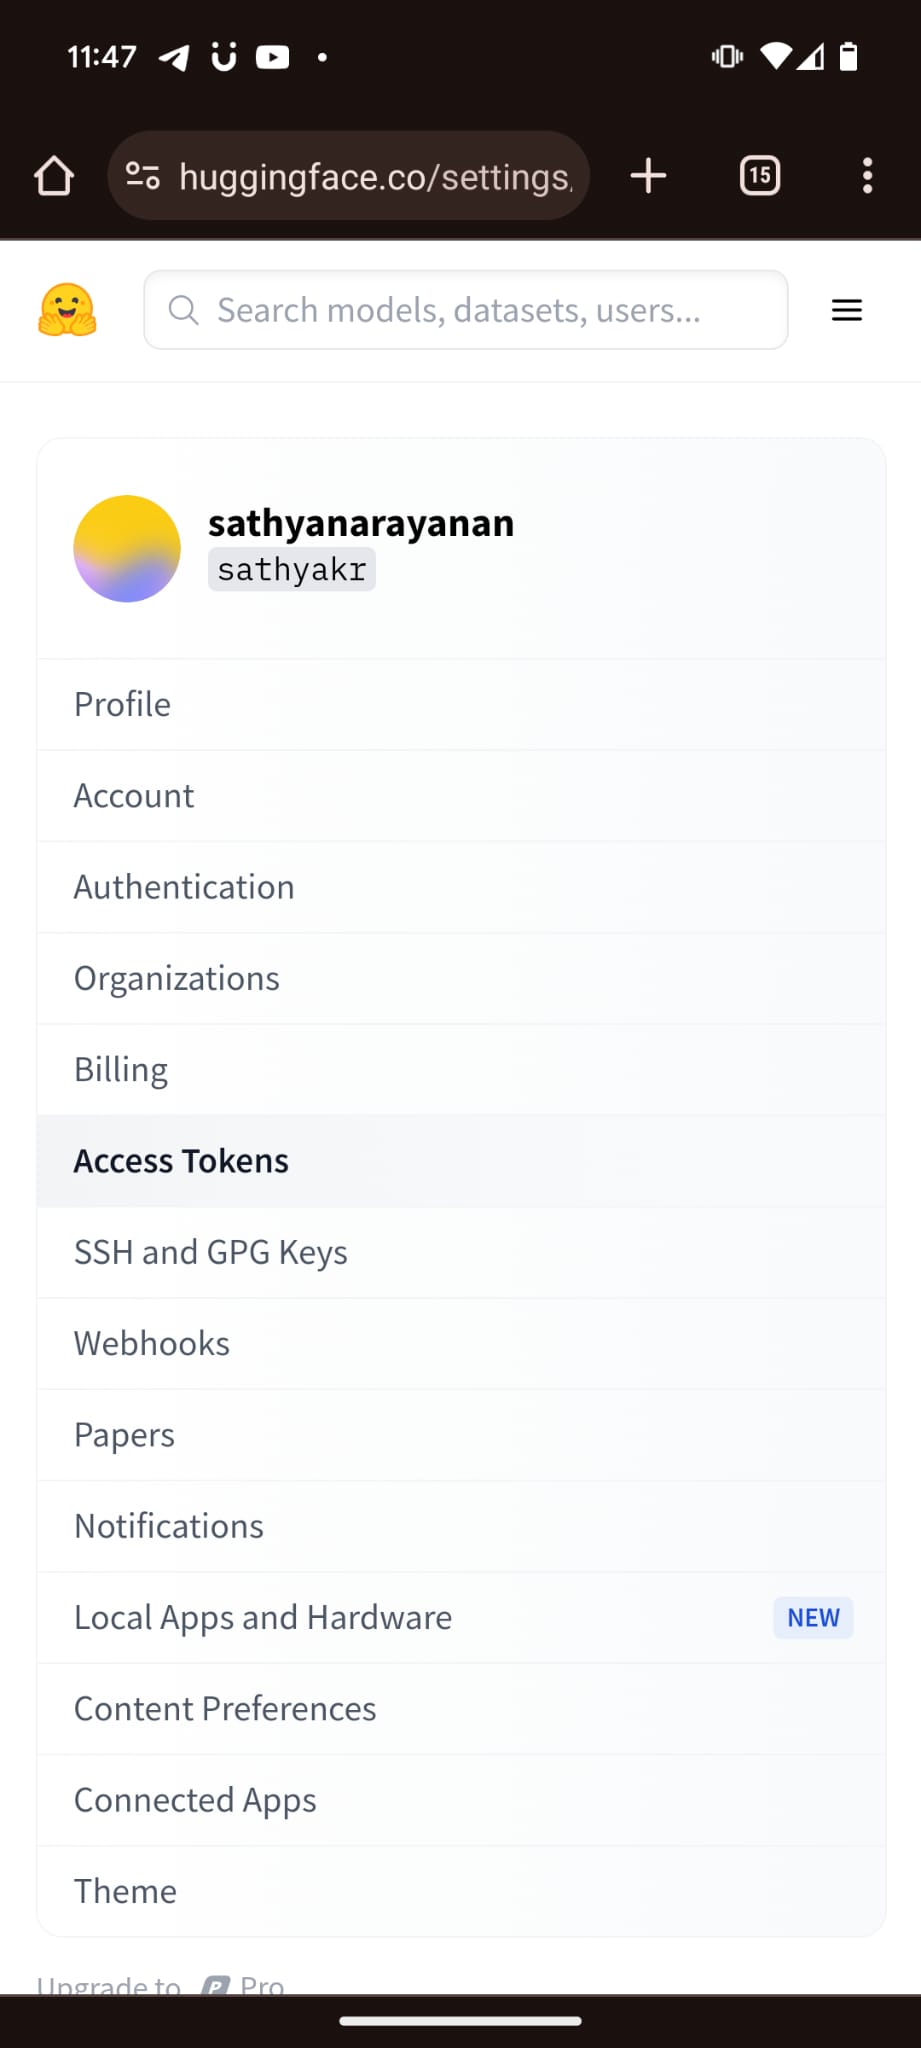 11:47
huggingface.co/settings
15
Search models, datasets, users...
sathyanarayanan
sathyakr
Profile
Account
Authentication
Organizations
Billing
Access Tokens
SSH and GPG Keys
Webhooks
Papers
Notifications
Local Apps and Hardware NEW
Content Preferences
Connected Apps
Theme
Upgrade to P Pro